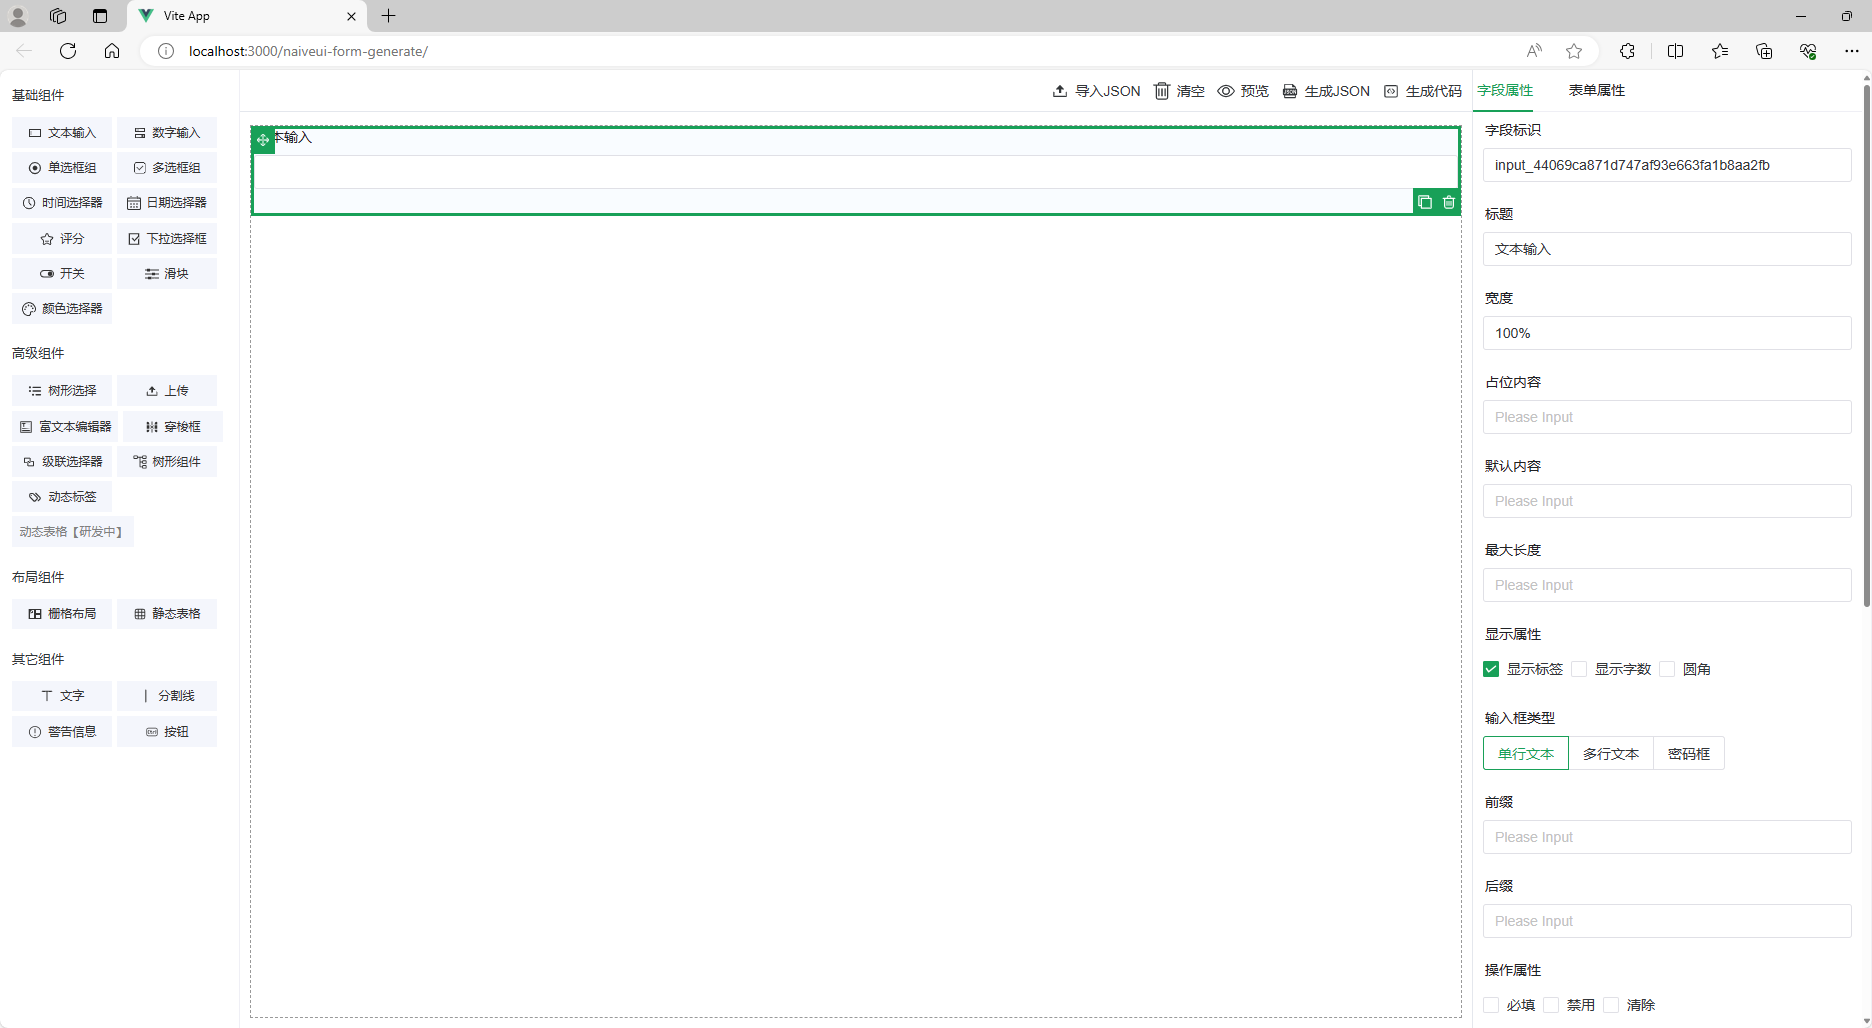 Vite App
localhost:3000/naiveui-form-generate/
基础组件
文本输入
数字输入
单选框组
多选框组
时间选择器
日期选择器
评分
下拉选择框
开关
滑块
颜色选择器
高级组件
树形选择
上传
富文本编辑器
穿梭框
级联选择器
树形组件
动态标签
动态表格【研发中】
布局组件
栅格布局
静态表格
其它组件
文字
分割线
警告信息
按钮
导入JSON
清空
预览
生成JSON
生成代码
本输入
字段属性
表单属性
字段标识
input_44069ca871d747af93e663fa1b8aa2fb
标题
文本输入
宽度
100%
占位内容
Please Input
默认内容
Please Input
最大长度
Please Input
显示属性
显示标签
显示字数
圆角
输入框类型
单行文本
多行文本
密码框
前缀
Please Input
后缀
Please Input
操作属性
必填
禁用
清除